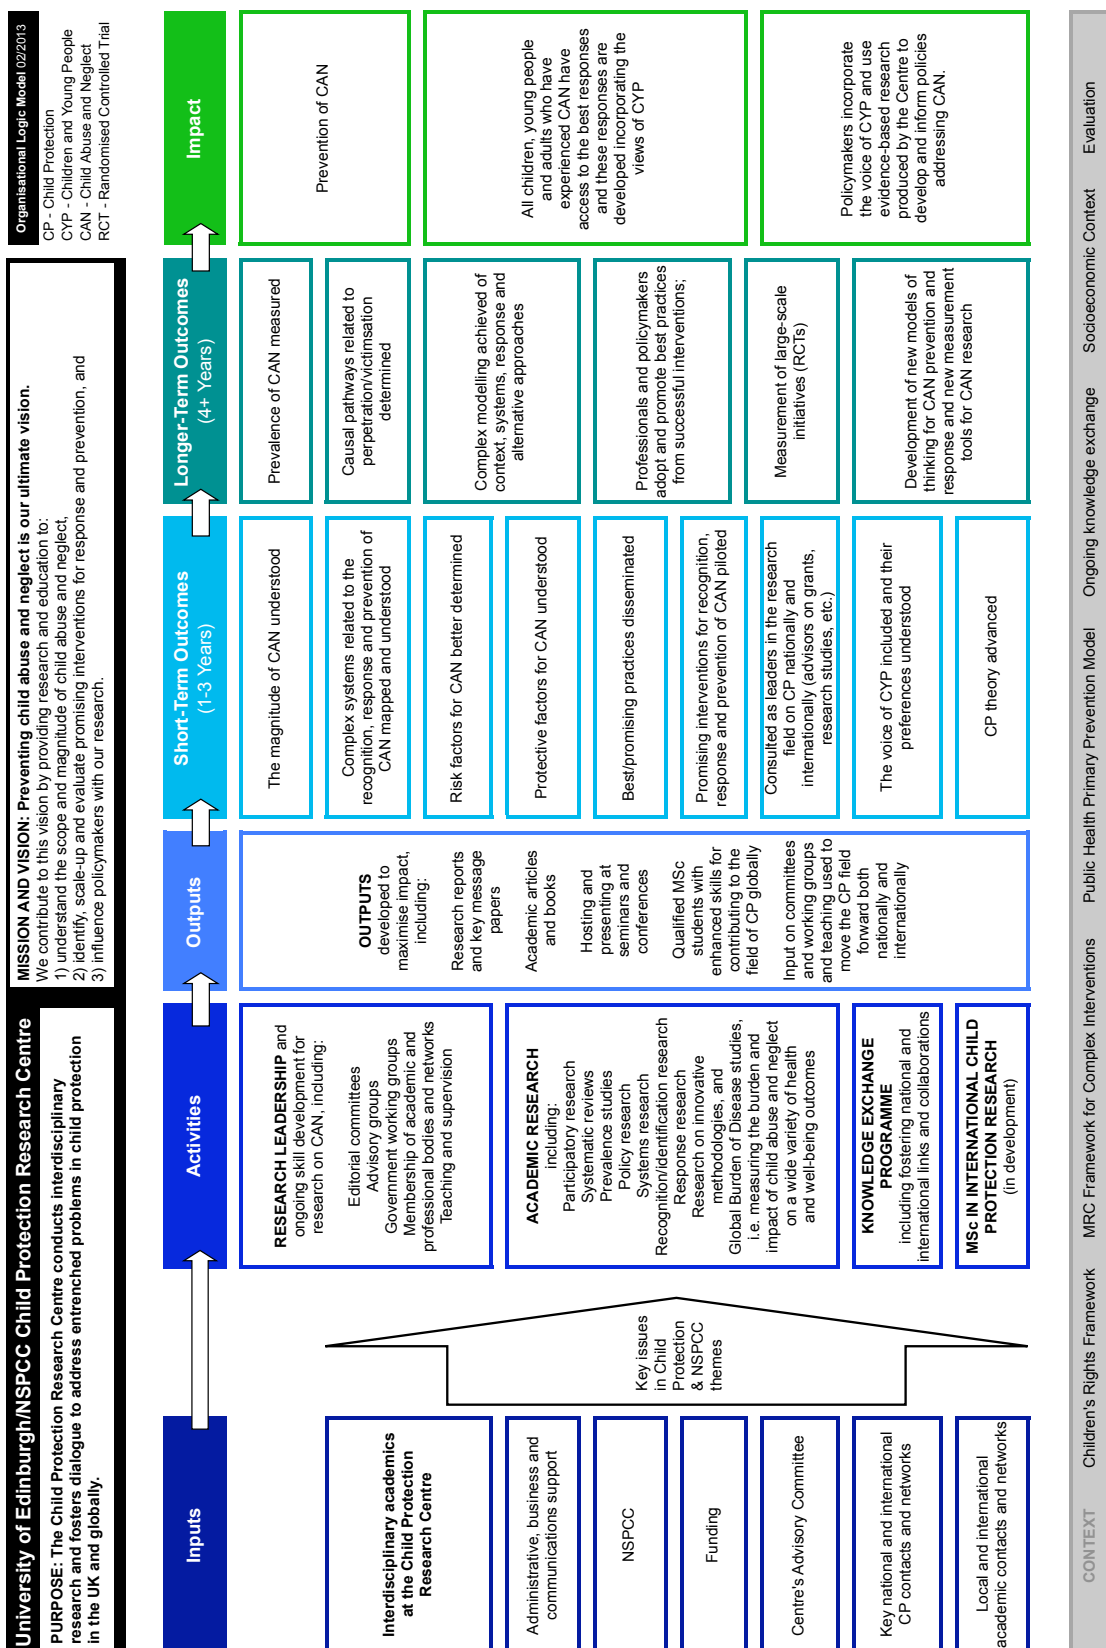 University of Edinburgh/NSPCC Child Protection Research Centre
PURPOSE: The Child Protection Research Centre conducts interdisciplinary
research and fosters dialogue to address entrenched problems in child protection
in the UK and globally.
MISSION AND VISION: Preventing child abuse and neglect is our ultimate vision.
We contribute to this vision by providing research and education to:
1) understand the scope and magnitude of child abuse and neglect,
2) identify, scale-up and evaluate promising interventions for response and prevention, and
3) influence policymakers with our research.
Organisational Logic Model 02/2013
CP - Child Protection
CYP - Children and Young People
CAN - Child Abuse and Neglect
RCT - Randomised Controlled Trial
Inputs
Interdisciplinary academics
at the Child Protection
Research Centre
Administrative, business and
communications support
NSPCC
Funding
Centre's Advisory Committee
Key national and international
CP contacts and networks
Local and international
academic contacts and networks
Key issues
in Child
Protection
& NSPCC
themes
Activities
RESEARCH LEADERSHIP and
ongoing skill development for
research on CAN, including:
Editorial committees
Advisory groups
Government working groups
Membership of academic and
professional bodies and networks
Teaching and supervision
ACADEMIC RESEARCH
including:
Participatory research
Systematic reviews
Prevalence studies
Policy research
Systems research
Recognition/identification research
Response research
Research on innovative
methodologies, and
Global Burden of Disease studies,
i.e. measuring the burden and
impact of child abuse and neglect
on a wide variety of health
and well-being outcomes
KNOWLEDGE EXCHANGE
PROGRAMME
including fostering national and
international links and collaborations
MSc IN INTERNATIONAL CHILD
PROTECTION RESEARCH
(in development)
Outputs
OUTPUTS
developed to
maximise impact,
including:
Research reports
and key message
papers
Academic articles
and books
Hosting and
presenting at
seminars and
conferences
Qualified MSc
students with
enhanced skills for
contributing to the
field of CP globally
Input on committees
and working groups
and teaching used to
move the CP field
forward both
nationally and
internationally
Short-Term Outcomes
(1-3 Years)
The magnitude of CAN understood
Complex systems related to the
recognition, response and prevention of
CAN mapped and understood
Risk factors for CAN better determined
Protective factors for CAN understood
Best/promising practices disseminated
Promising interventions for recognition,
response and prevention of CAN piloted
Consulted as leaders in the research
field on CP nationally and
internationally (advisors on grants,
research studies, etc.)
The voice of CYP included and their
preferences understood
CP theory advanced
Longer-Term Outcomes
(4+ Years)
Prevalence of CAN measured
Causal pathways related to
perpetration/victimsation
determined
Complex modelling achieved of
context, systems, response and
alternative approaches
Professionals and policymakers
adopt and promote best practices
from successful interventions;
Measurement of large-scale
initiatives (RCTs)
Development of new models of
thinking for CAN prevention and
response and new measurement
tools for CAN research
Impact
Prevention of CAN
All children, young people
and adults who have
experienced CAN have
access to the best responses
and these responses are
developed incorporating the
views of CYP
Policymakers incorporate
the voice of CYP and use
evidence-based research
produced by the Centre to
develop and inform policies
addressing CAN.
CONTEXT Children's Rights Framework MRC Framework for Complex Interventions Public Health Primary Prevention Model Ongoing knowledge exchange Socioeconomic Context Evaluation